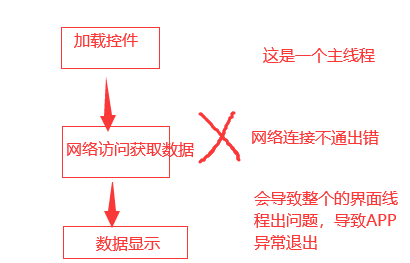 加载控件
这是一个主线程
网络访问获取数据
网络连接不通出错
会导致整个的界面线
程出问题，导致APP
异常退出
数据显示